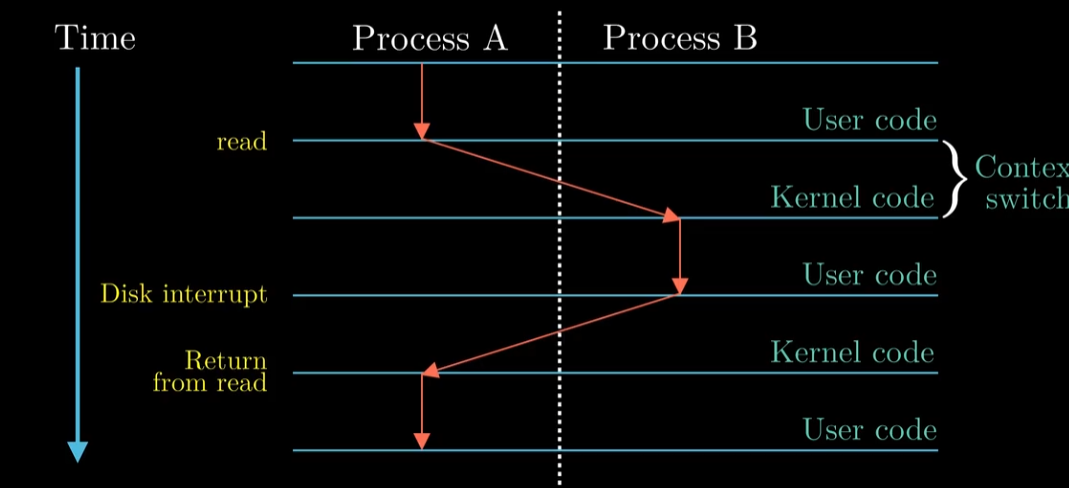 Time
Process A
Process B
User code
read
Contex
switch
Kernel code
User code
Disk interrupt
Kernel code
Return
from read
User code